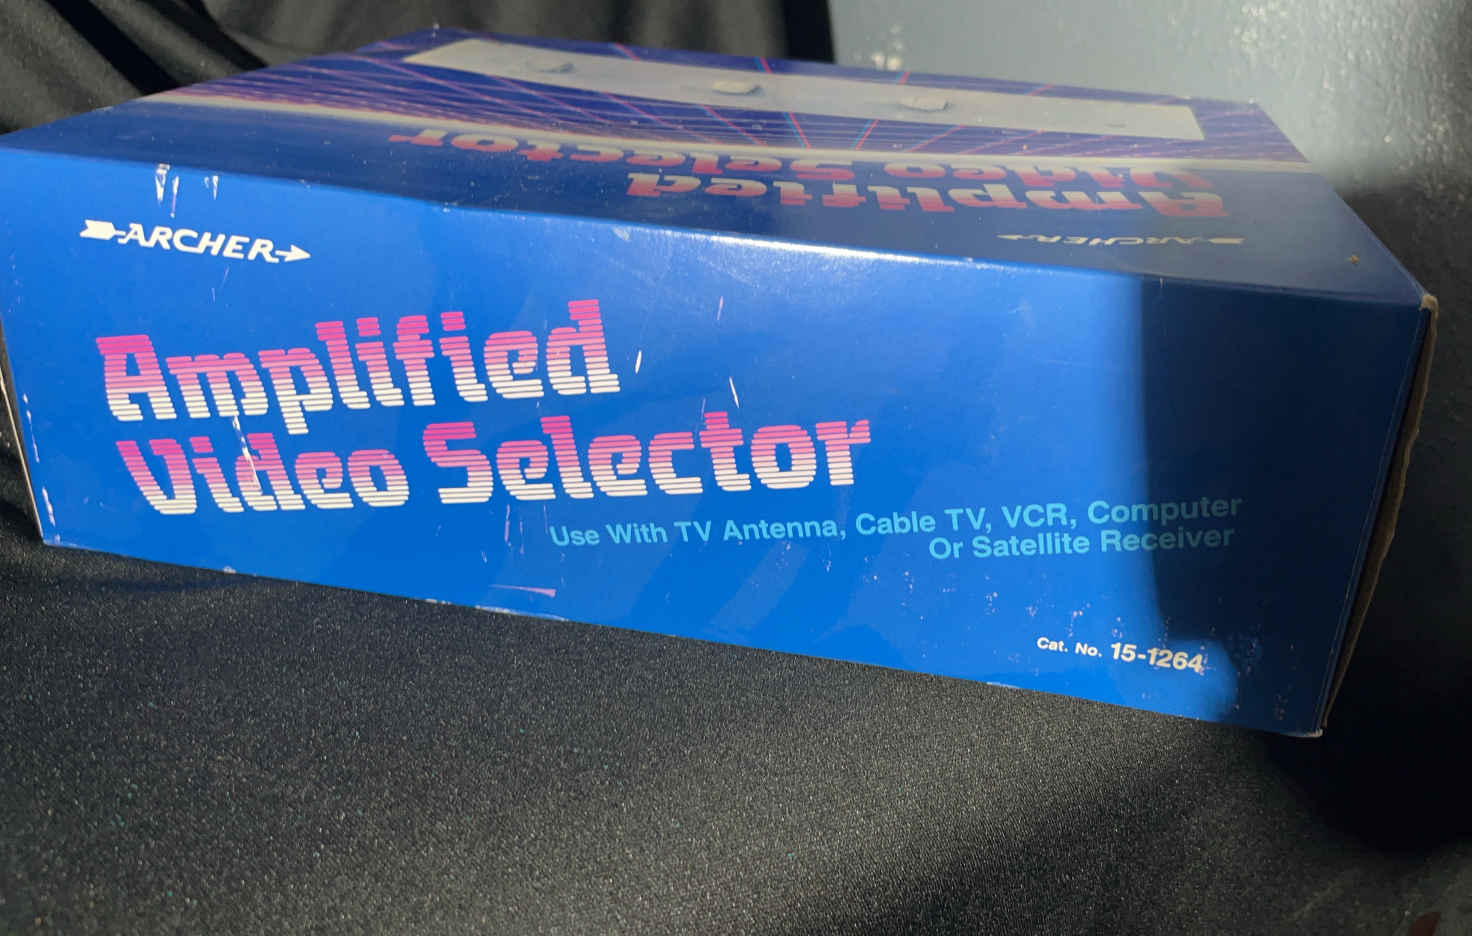 ARCHER
Amplified
Video Selector
Use With TV Antenna, Cable TV, VCR, Computer
Or Satellite Receiver
Cat. No. 15-1264
ARCHER
Amplified
Video Selector